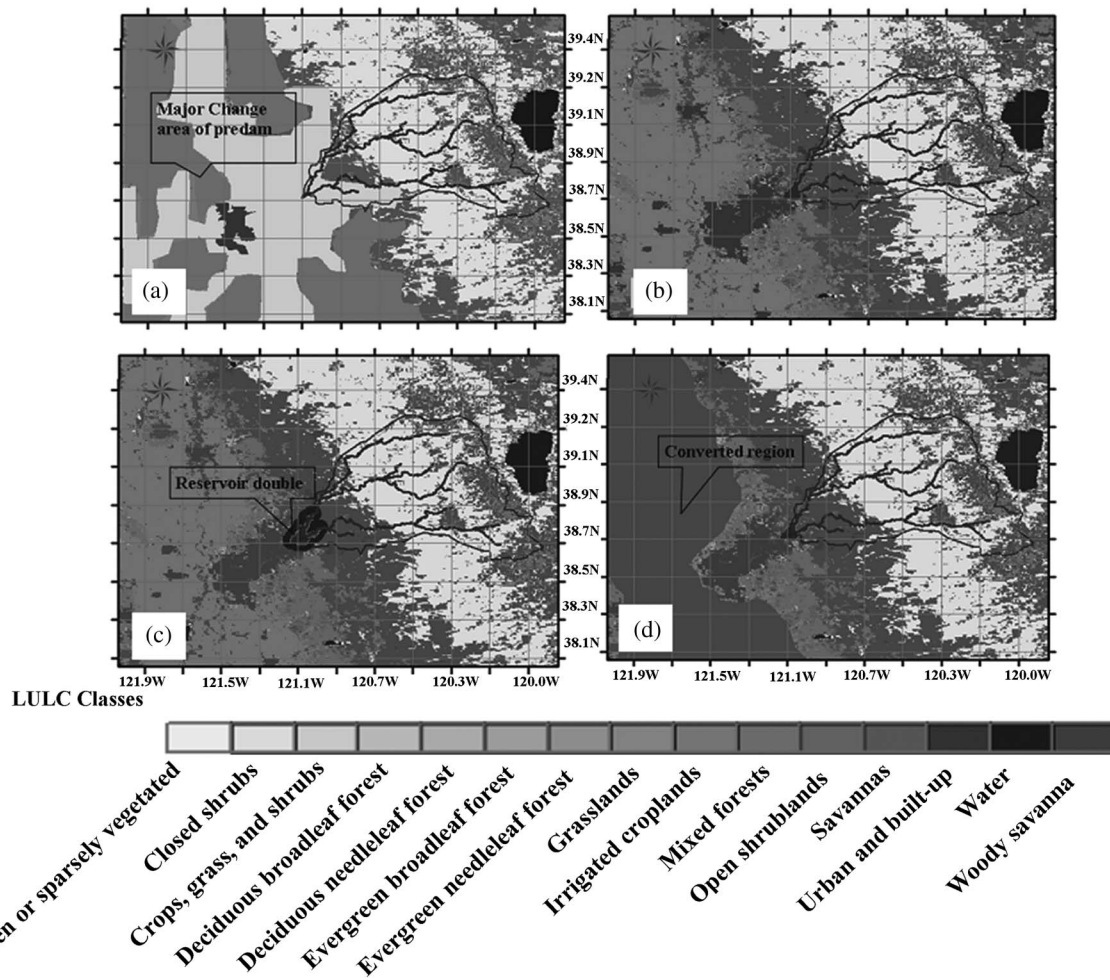 39.4N
39.2N
39.1N
38.9N
38.7N
38.5N
38.3N
38.1N
Major Change
area of predam
(a)
(b)
39.4N
39.2N
39.1N
38.9N
38.7N
38.5N
38.3N
38.1N
Reservoir double
Converted region
(c)
(d)
121.9W 121.5W 121.1W 120.7W 120.3W 120.0W
121.9W 121.5W 121.1W 120.7W 120.3W 120.0W
LULC Classes
en or sparsely vegetated
Closed shrubs
Crops, grass, and shrubs
Deciduous broadleaf forest
Deciduous needleleaf forest
Evergreen broadleaf forest
Evergreen needleleaf forest
Grasslands
Irrigated croplands
Mixed forests
Open shrublands
Savannas
Urban and built-up
Water
Woody savanna